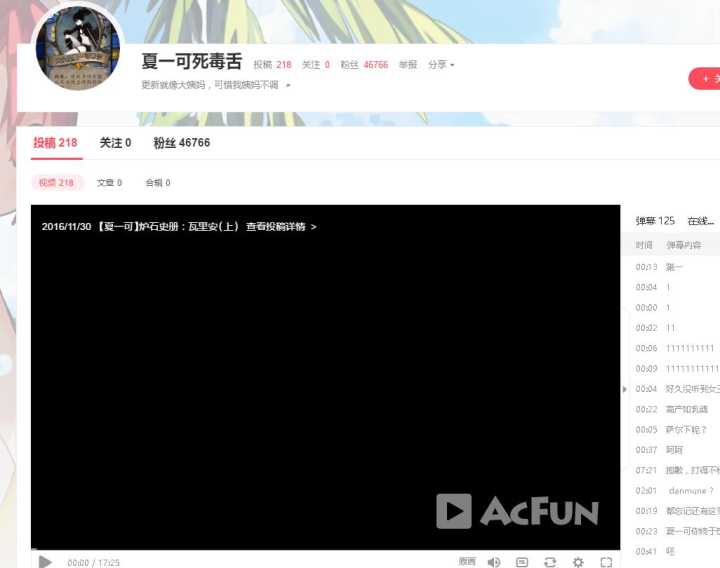 夏一可死毒舌 投稿 218 关注 0 粉丝 46766 举报 分享
更新就像大姨妈，可惜我姨妈不调
+ 关
投稿 218 关注 0 粉丝 46766
视频 218 文章 0 合辑 0
2016/11/30 【夏一可】炉石史册：瓦里安(上) 查看投稿详情 >
弹幕 125 在线...
时间 弹幕内容
00:13 第一
00:04 1
00:00 1
00:02 11
00:06 1111111111
00:09 11111111111
00:04 好久没听到女王
00:22 高产如乳鸽
00:05 萨尔下呢？
00:37 呵呵
07:21 抱歉，打碟不
02:01 danmune ?
00:19 都忘记还有这
00:23 夏一可你终于
00:41 呸
ACFUN
00:00 / 17:25 原画